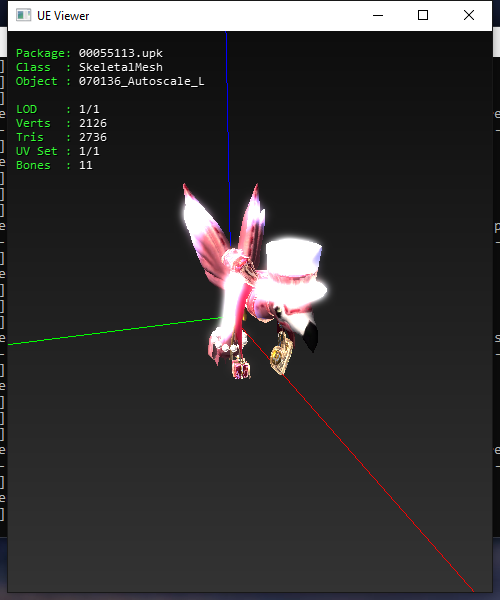 UE Viewer
Package: 00055113.upk
Class : SkeletalMesh
Object : 070136_Autoscale_L
LOD : 1/1
Verts : 2126
Tris : 2736
UV Set : 1/1
Bones : 11